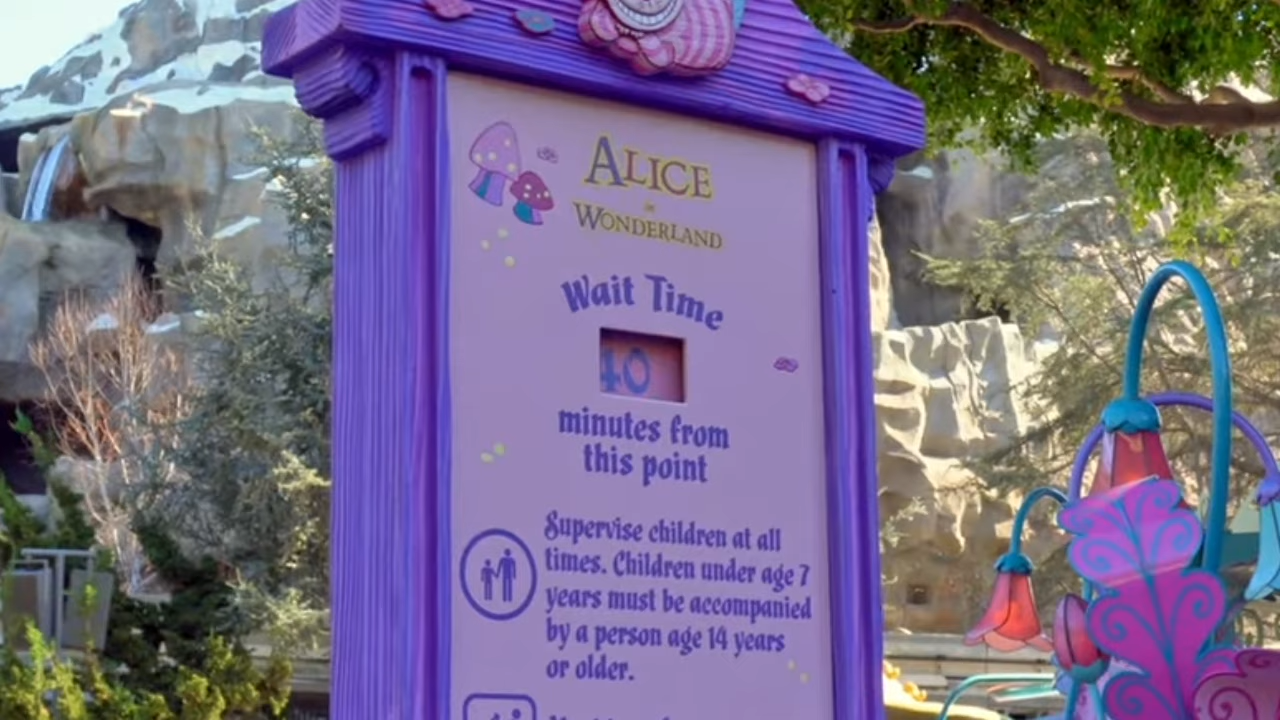 ALICE
IN
WONDERLAND
Wait Time
40
minutes from
this point
Supervise children at all
times. Children under age 7
years must be accompanied
by a person age 14 years
or older.